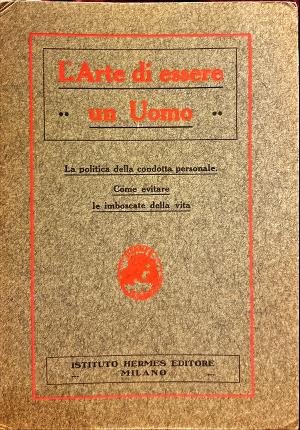 L'Arte di essere
un Uomo
La politica della condotta personale.
Come evitare
le imboscate della vita
ISTITUTO HERMES EDITORE
MILANO